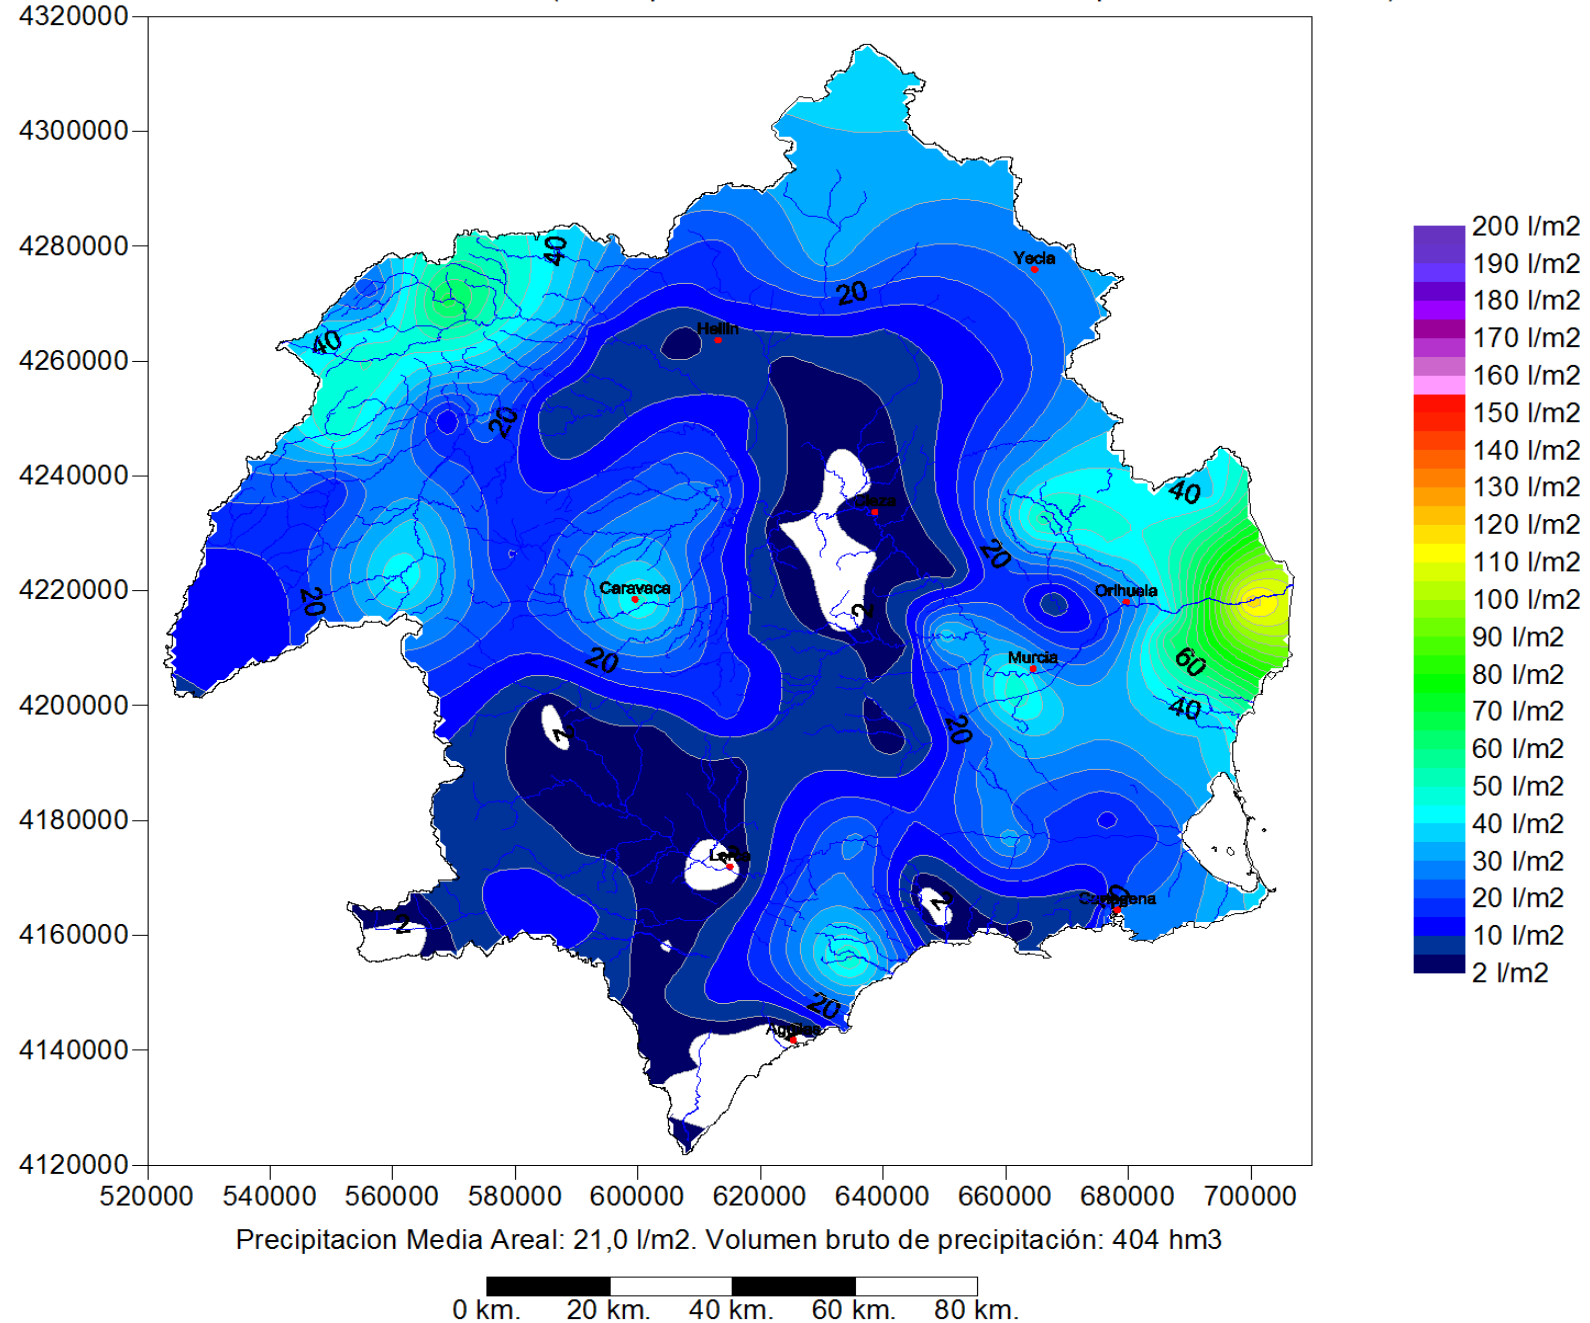 4320000
4300000
4280000
4260000
4240000
4220000
4200000
4180000
4160000
4140000
4120000
520000 540000 560000 580000 600000 620000 640000 660000 680000 700000
40
20
Yecla
40
Hellin
20
40
Cieza
20
20
Caravaca
Orihuela
2
20
Murcia
60
40
2
20
Lorca
2
2
Cartagena
20
Aguilas
200 l/m2
190 l/m2
180 l/m2
170 l/m2
160 l/m2
150 l/m2
140 l/m2
130 l/m2
120 l/m2
110 l/m2
100 l/m2
90 l/m2
80 l/m2
70 l/m2
60 l/m2
50 l/m2
40 l/m2
30 l/m2
20 l/m2
10 l/m2
2 l/m2
Precipitacion Media Areal: 21,0 l/m2. Volumen bruto de precipitación: 404 hm3
0 km. 20 km. 40 km. 60 km. 80 km.